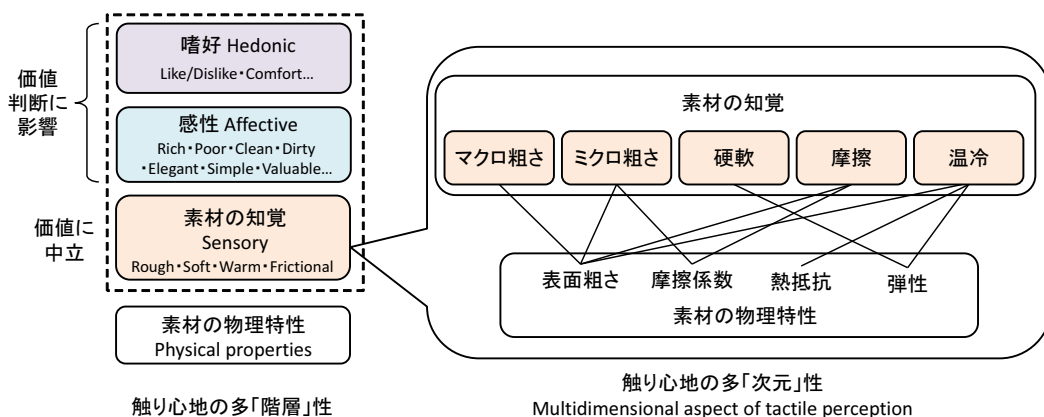 価値
判断に
影響
嗜好 Hedonic
Like/Dislike・Comfort…
感性 Affective
Rich・Poor・Clean・Dirty
・Elegant・Simple・Valuable…
価値に
中立
素材の知覚
Sensory
Rough・Soft・Warm・Frictional
素材の物理特性
Physical properties
触り心地の多「階層」性
素材の知覚
マクロ粗さ
ミクロ粗さ
硬軟
摩擦
温冷
表面粗さ
摩擦係数
熱抵抗
弾性
素材の物理特性
触り心地の多「次元」性
Multidimensional aspect of tactile perception